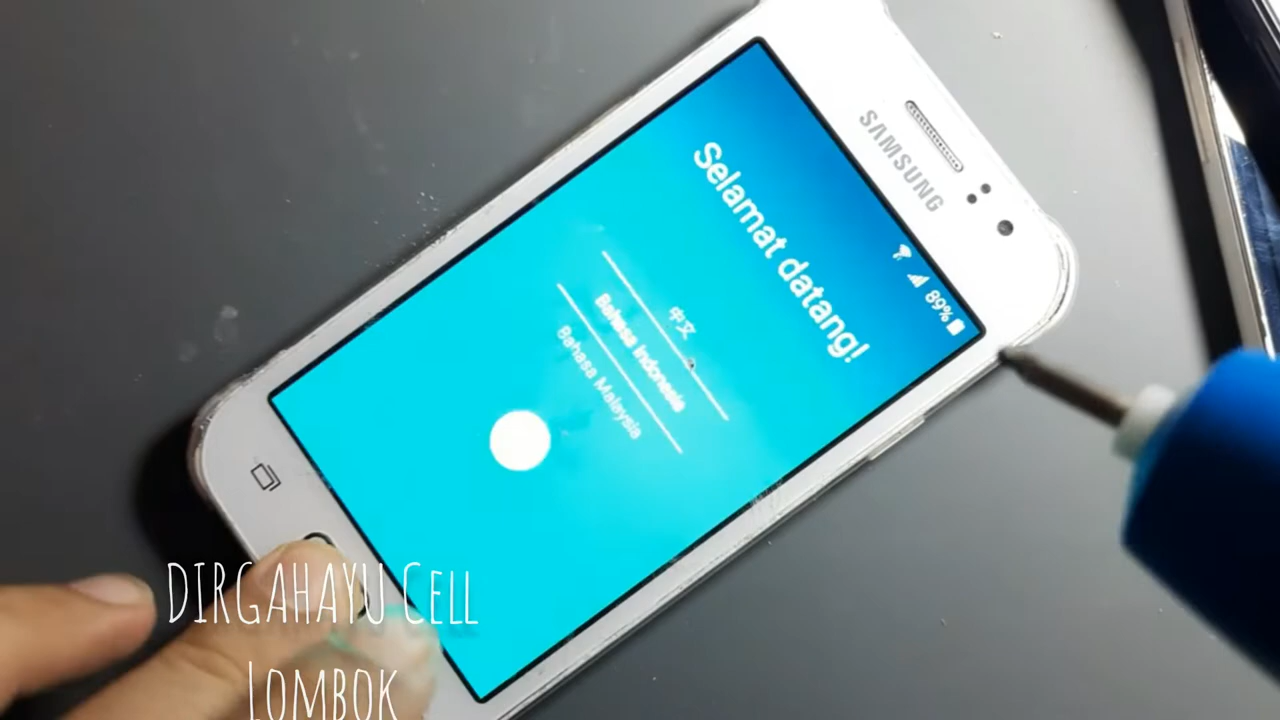 SAMSUNG
89%
Selamat datang!
中文
Bahasa Indonesia
Bahasa Malaysia
DIRGAHAYU Cell
Lombok